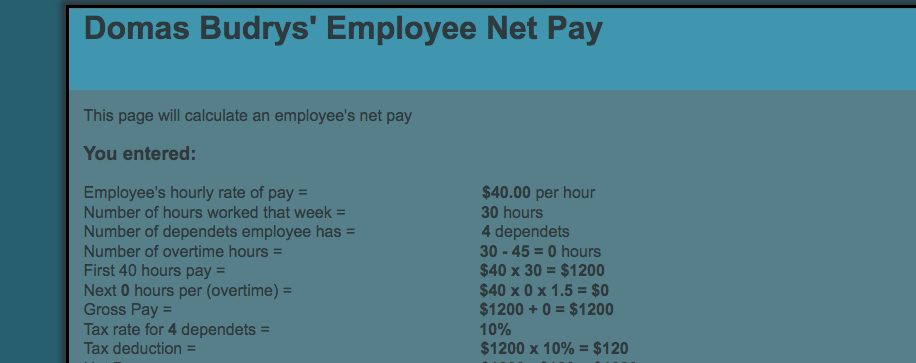 Domas Budrys' Employee Net Pay
This page will calculate an employee's net pay
You entered:
Employee's hourly rate of pay = $40.00 per hour
Number of hours worked that week = 30 hours
Number of dependets employee has = 4 dependets
Number of overtime hours = 30 - 45 = 0 hours
First 40 hours pay = $40 x 30 = $1200
Next 0 hours per (overtime) = $40 x 0 x 1.5 = $0
Gross Pay = $1200 + 0 = $1200
Tax rate for 4 dependets = 10%
Tax deduction = $1200 x 10% = $120